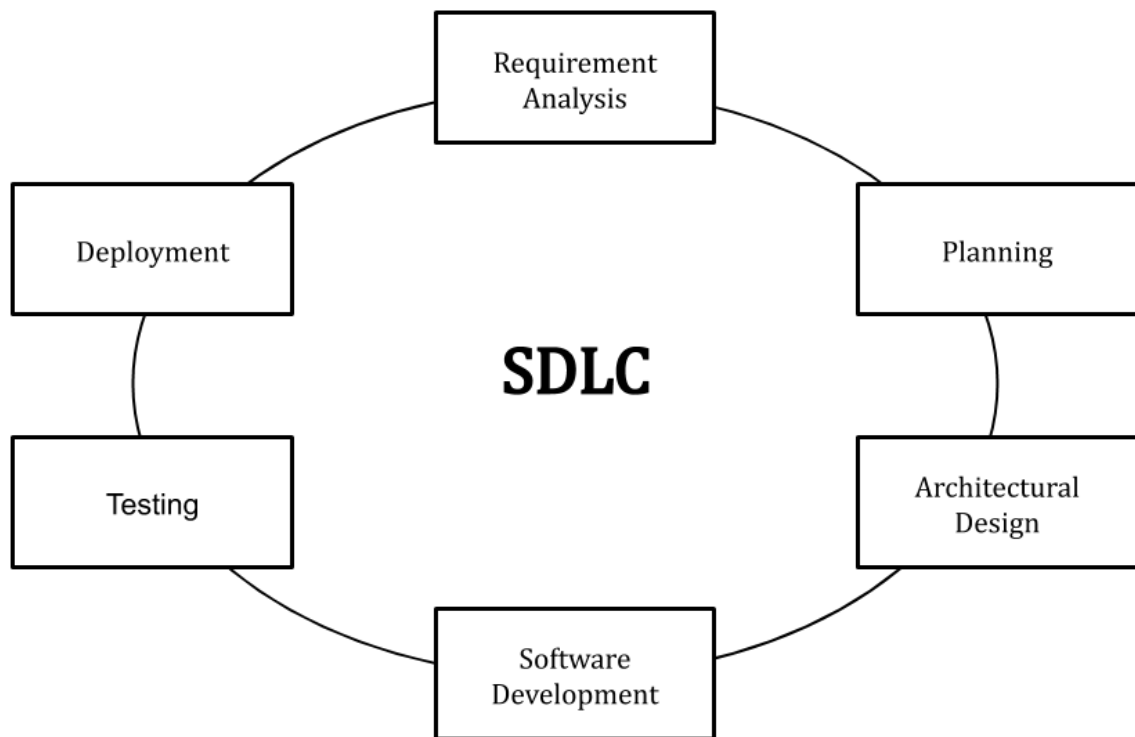 Requirement
Analysis
Deployment
Planning
SDLC
Testing
Architectural
Design
Software
Development